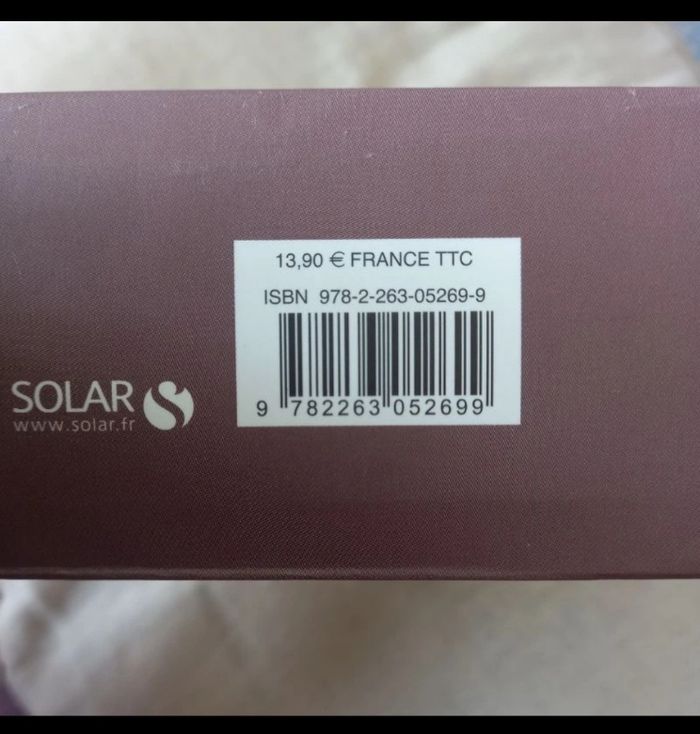 13,90 € FRANCE TTC
ISBN 978-2-263-05269-9
9 782263 052699
SOLAR
www.solar.fr